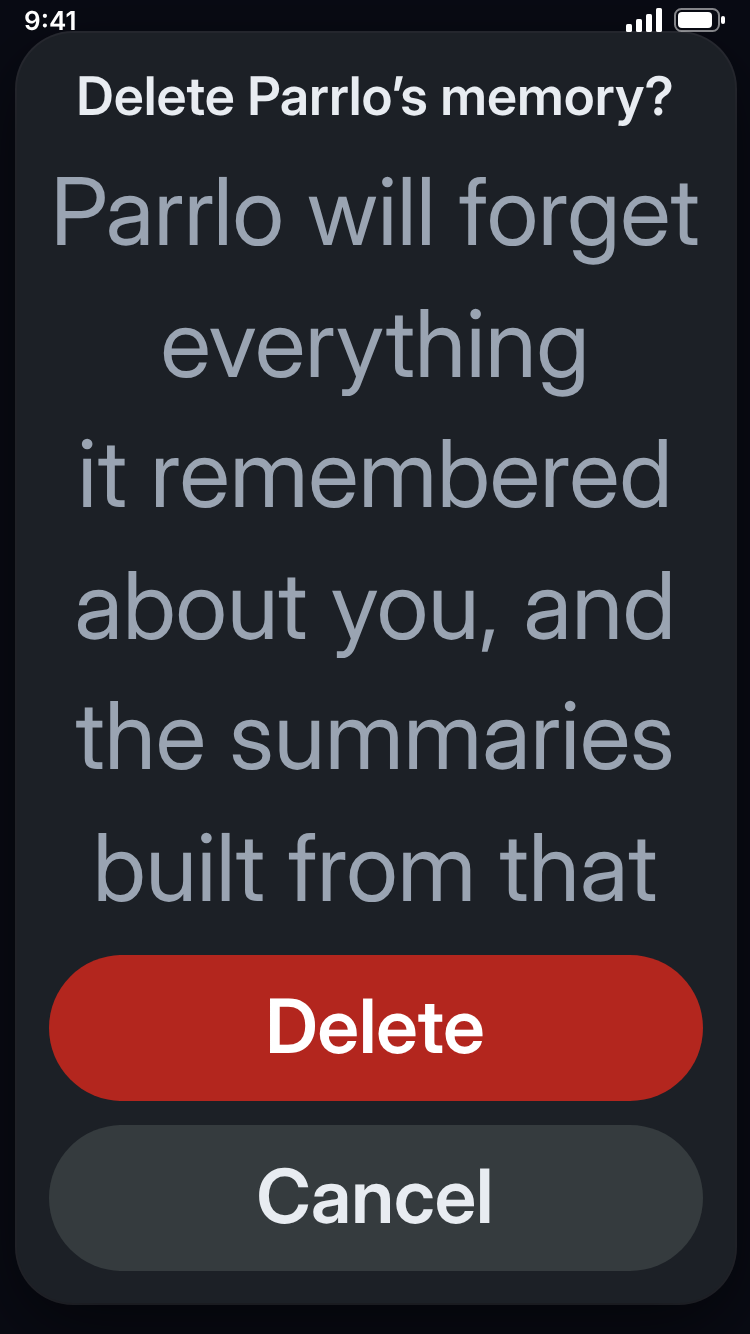 9:41
Delete Parrlo’s memory?
Parrlo will forget
everything
it remembered
about you, and
the summaries
built from that
Delete
Cancel